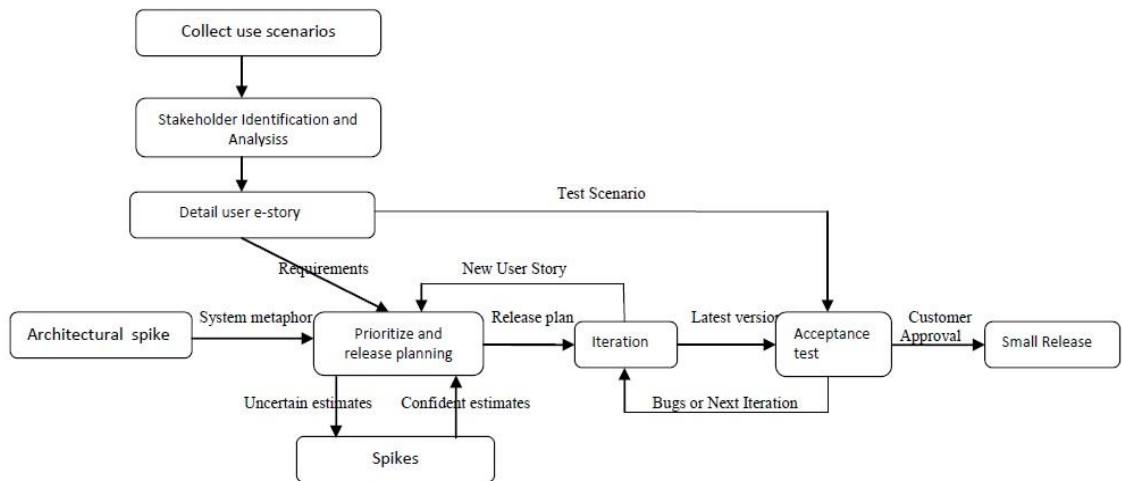 Collect use scenarios
Stakeholder Identification and
Analysiss
Detail user e-story
Test Scenario
Requirements
New User Story
Architectural spike
System metaphor
Prioritize and
release planning
Release plan
Iteration
Latest version
Acceptance
test
Customer
Approval
Small Release
Uncertain estimates
Confident estimates
Bugs or Next Iteration
Spikes